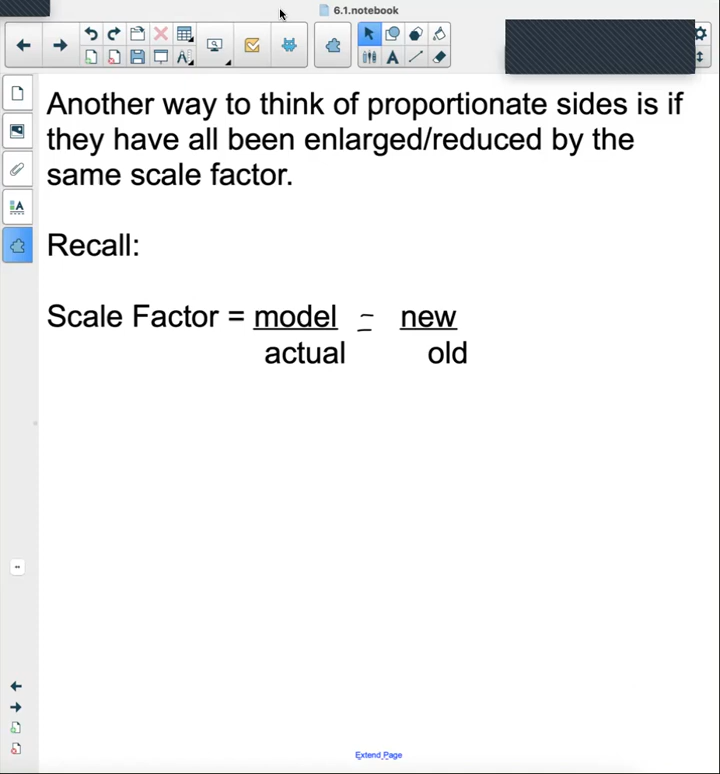 6.1.notebook
Another way to think of proportionate sides is if
they have all been enlarged/reduced by the
same scale factor.
Recall:
Scale Factor = model = new
actual old
Extend Page